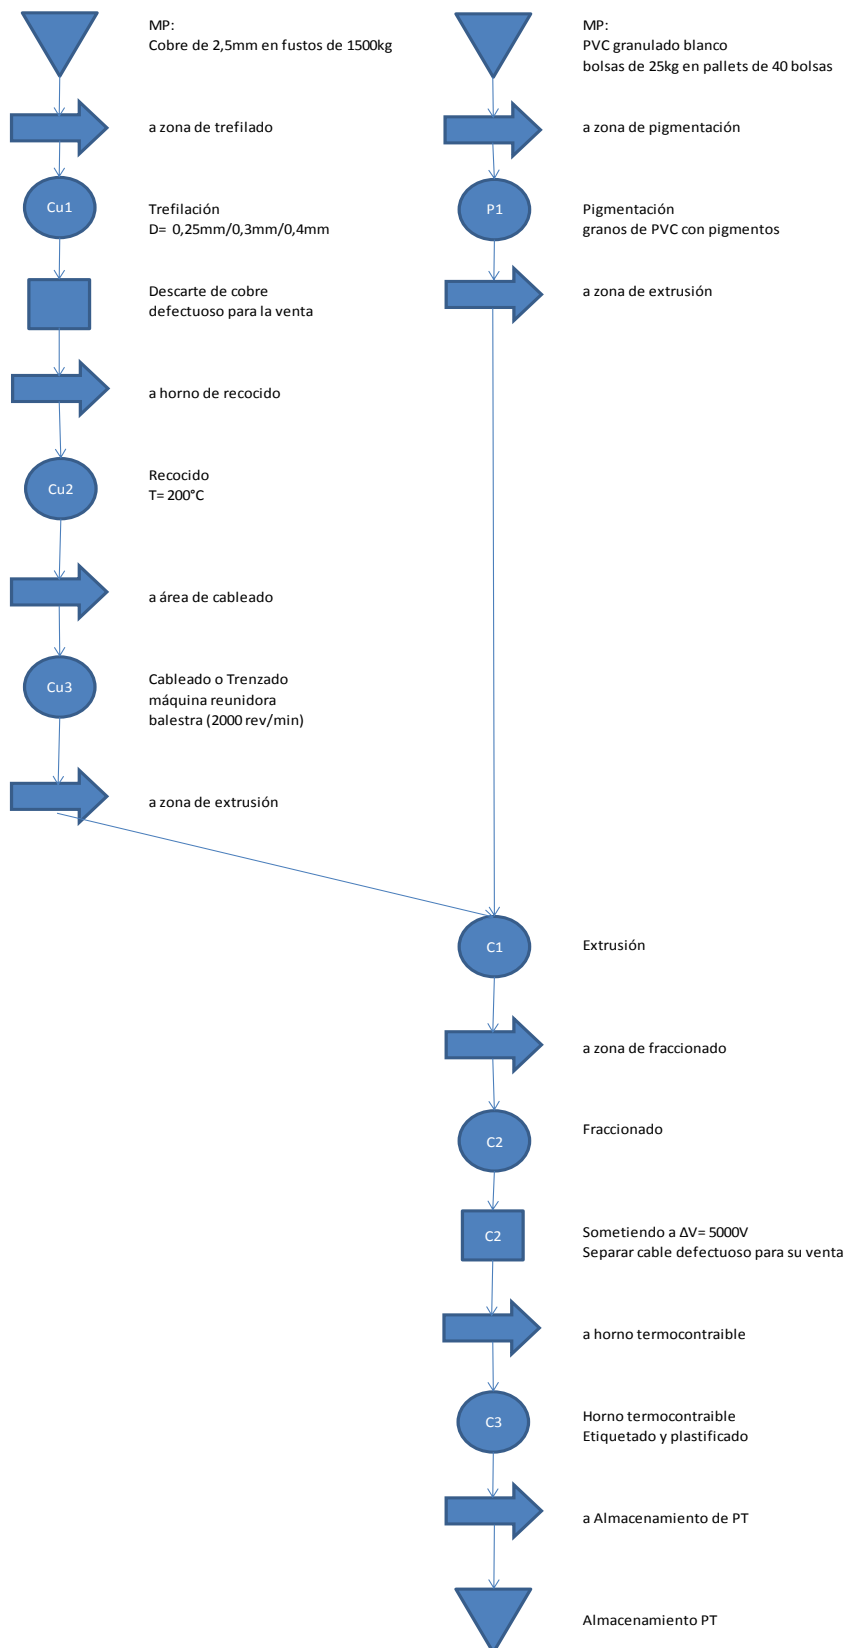 MP:
Cobre de 2,5mm en fustos de 1500kg
a zona de trefilado
Cu1
Trefilación
D= 0,25mm/0,3mm/0,4mm
Descarte de cobre
defectuoso para la venta
a horno de recocido
Cu2
Recocido
T= 200°C
a área de cableado
Cu3
Cableado o Trenzado
máquina reunidora
balestra (2000 rev/min)
a zona de extrusión
MP:
PVC granulado blanco
bolsas de 25kg en pallets de 40 bolsas
a zona de pigmentación
P1
Pigmentación
granos de PVC con pigmentos
a zona de extrusión
C1
Extrusión
a zona de fraccionado
C2
Fraccionado
C2
Sometiendo a ΔV= 5000V
Separar cable defectuoso para su venta
a horno termocontraible
C3
Horno termocontraible
Etiquetado y plastificado
a Almacenamiento de PT
Almacenamiento PT